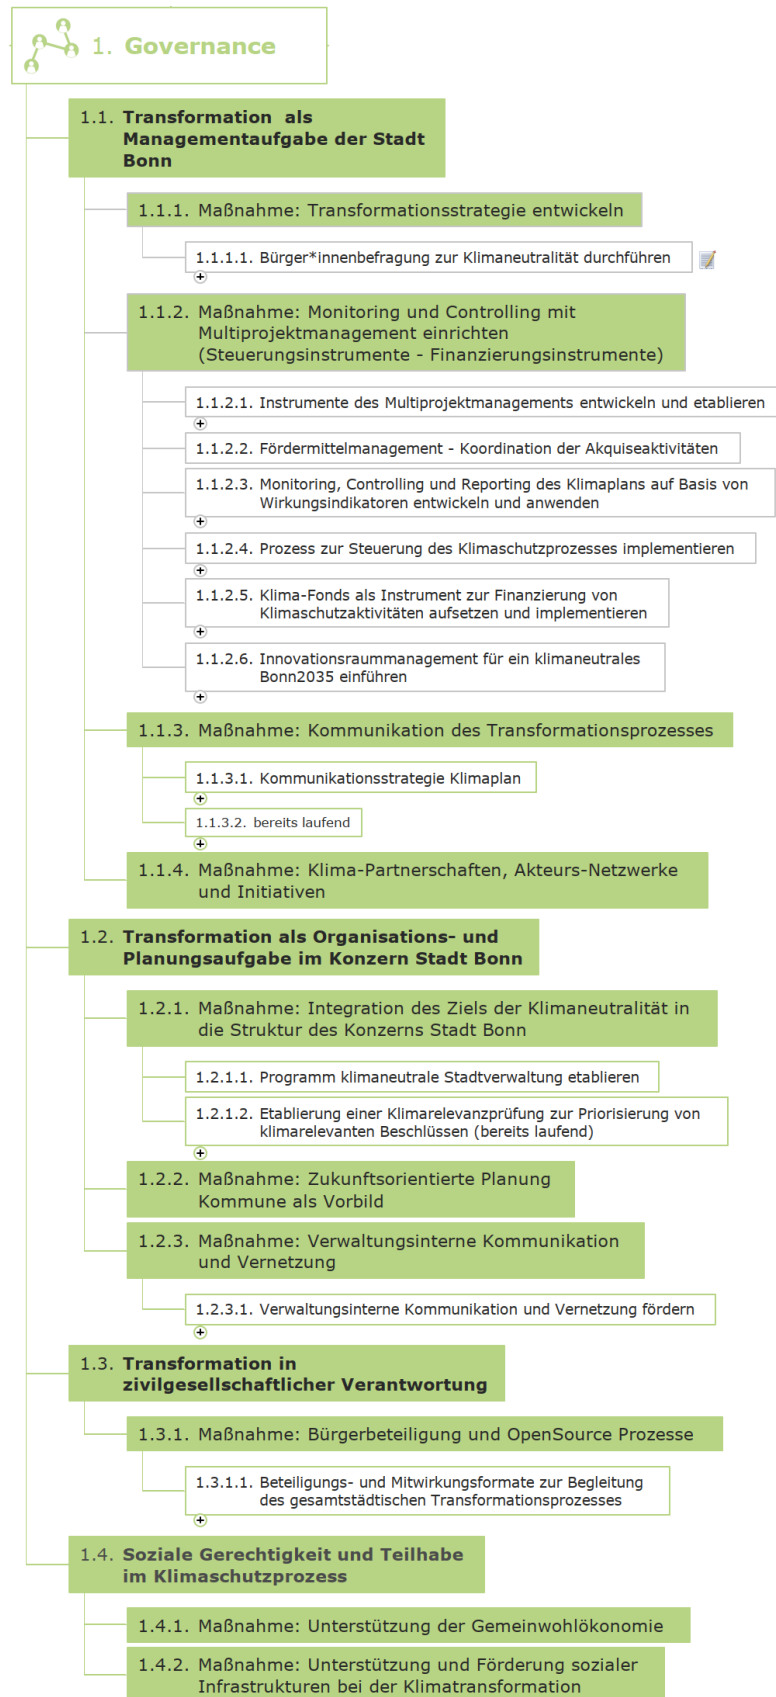 1. Governance
1.1. Transformation als
Managementaufgabe der Stadt
Bonn
1.1.1. Maßnahme: Transformationsstrategie entwickeln
1.1.1.1. Bürger*innenbefragung zur Klimaneutralität durchführen
1.1.2. Maßnahme: Monitoring und Controlling mit
Multiprojektmanagement einrichten
(Steuerungsinstrumente - Finanzierungsinstrumente)
1.1.2.1. Instrumente des Multiprojektmanagements entwickeln und etablieren
1.1.2.2. Fördermittelmanagement - Koordination der Akquiseaktivitäten
1.1.2.3. Monitoring, Controlling und Reporting des Klimaplans auf Basis von
Wirkungsindikatoren entwickeln und anwenden
1.1.2.4. Prozess zur Steuerung des Klimaschutzprozesses implementieren
1.1.2.5. Klima-Fonds als Instrument zur Finanzierung von
Klimaschutzaktivitäten aufsetzen und implementieren
1.1.2.6. Innovationsraummanagement für ein klimaneutrales
Bonn2035 einführen
1.1.3. Maßnahme: Kommunikation des Transformationsprozesses
1.1.3.1. Kommunikationsstrategie Klimaplan
1.1.3.2. bereits laufend
1.1.4. Maßnahme: Klima-Partnerschaften, Akteurs-Netzwerke
und Initiativen
1.2. Transformation als Organisations- und
Planungsaufgabe im Konzern Stadt Bonn
1.2.1. Maßnahme: Integration des Ziels der Klimaneutralität in
die Struktur des Konzerns Stadt Bonn
1.2.1.1. Programm klimaneutrale Stadtverwaltung etablieren
1.2.1.2. Etablierung einer Klimarelevanzprüfung zur Priorisierung von
klimarelevanten Beschlüssen (bereits laufend)
1.2.2. Maßnahme: Zukunftsorientierte Planung
Kommune als Vorbild
1.2.3. Maßnahme: Verwaltungsinterne Kommunikation
und Vernetzung
1.2.3.1. Verwaltungsinterne Kommunikation und Vernetzung fördern
1.3. Transformation in
zivilgesellschaftlicher Verantwortung
1.3.1. Maßnahme: Bürgerbeteiligung und OpenSource Prozesse
1.3.1.1. Beteiligungs- und Mitwirkungsformate zur Begleitung
des gesamtstädtischen Transformationsprozesses
1.4. Soziale Gerechtigkeit und Teilhabe
im Klimaschutzprozess
1.4.1. Maßnahme: Unterstützung der Gemeinwohlökonomie
1.4.2. Maßnahme: Unterstützung und Förderung sozialer
Infrastrukturen bei der Klimatransformation